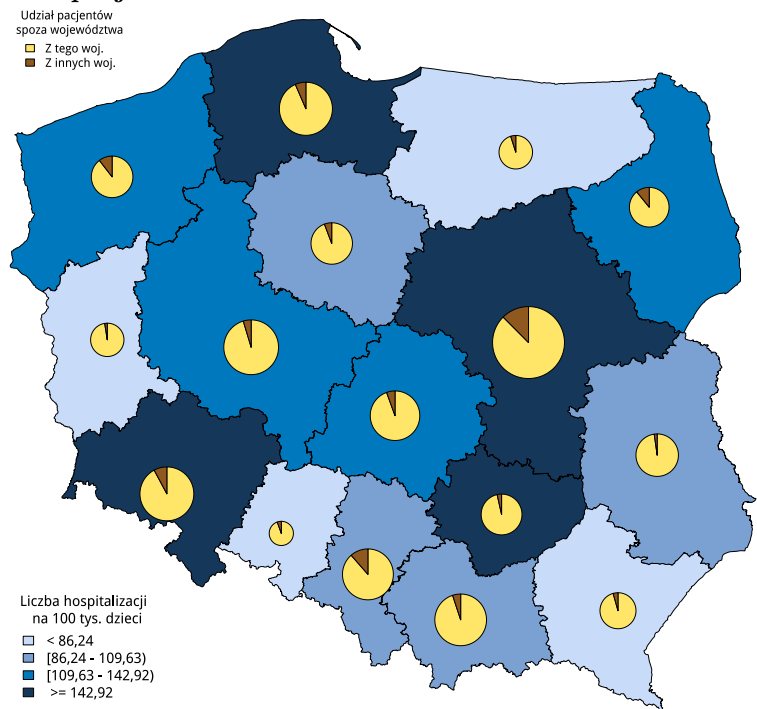 Udział pacjentów
spoza województwa
Z tego woj.
Z innych woj.
Liczba hospitalizacji
na 100 tys. dzieci
< 86,24
[86,24 - 109,63)
[109,63 - 142,92)
>= 142,92